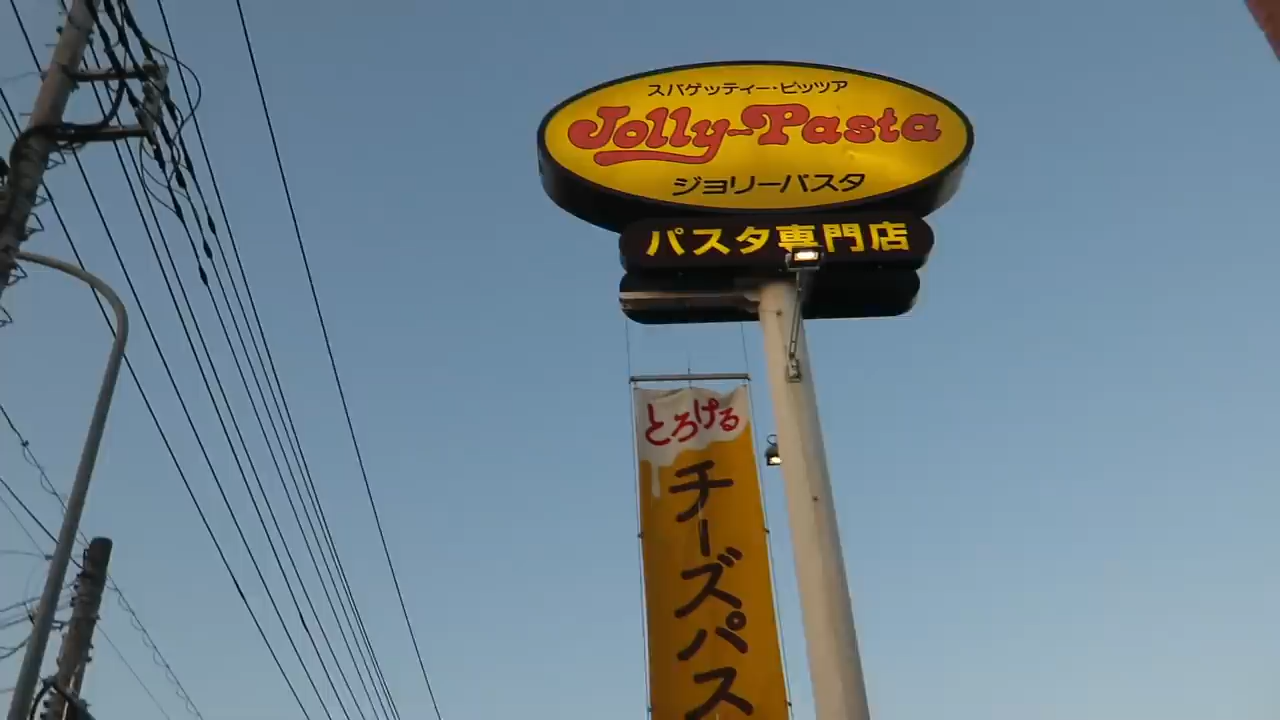 スパゲッティー・ピッツア
Jolly-Pasta
ジョリーパスタ
パスタ専門店
とろける
チーズパス